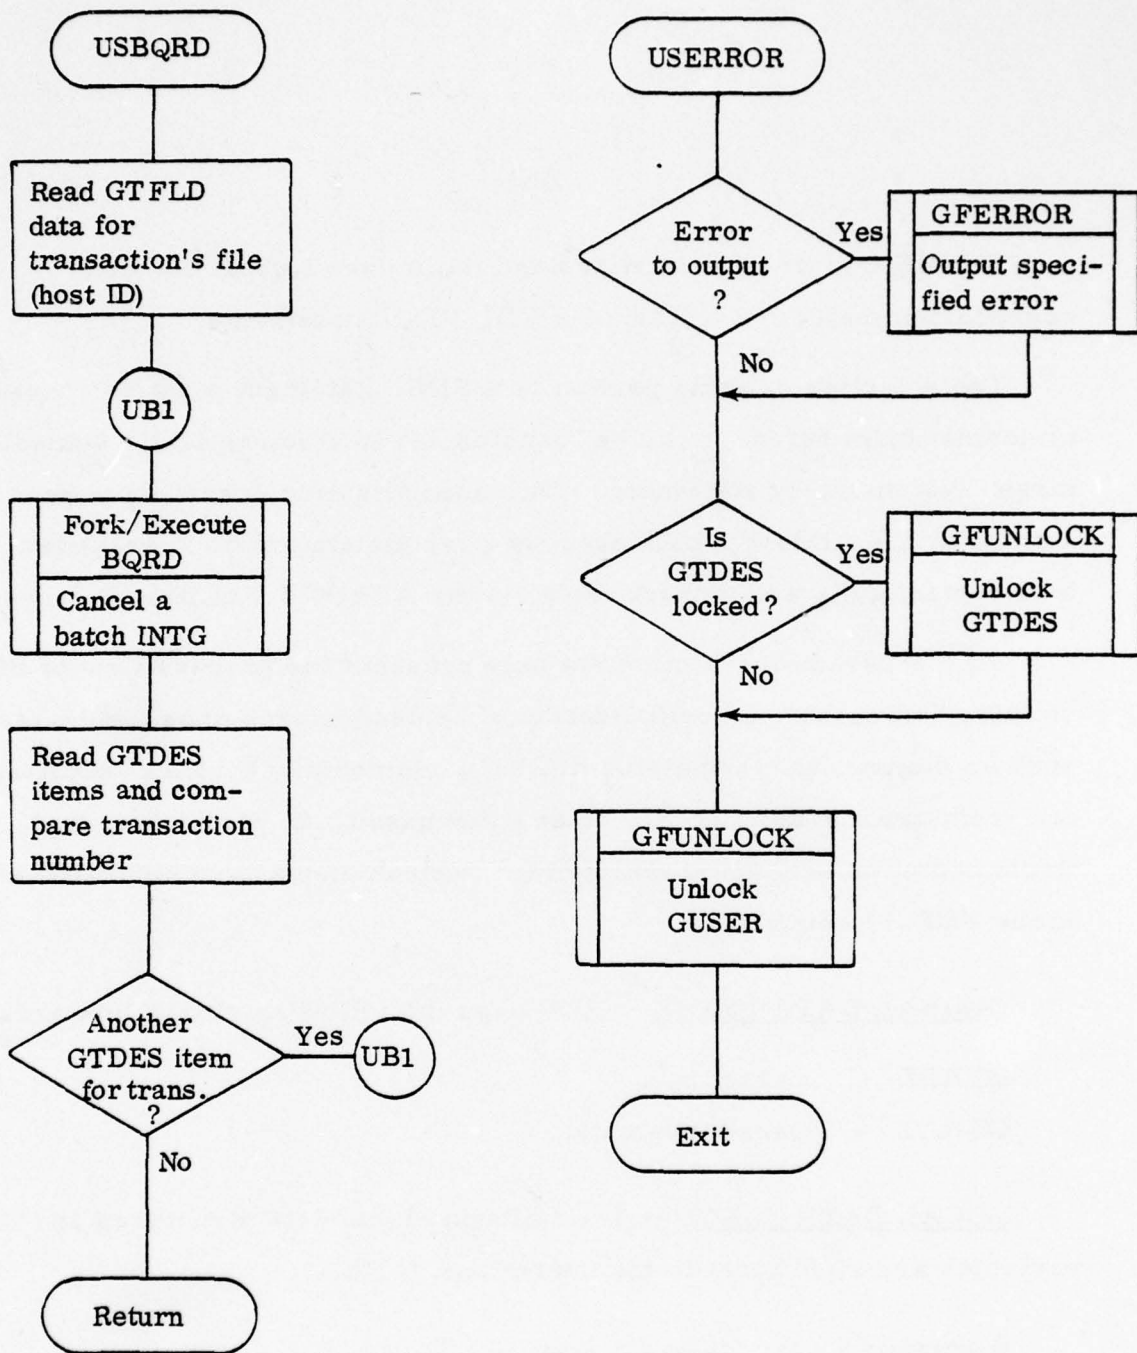 USBQRD
Read GTFLD
data for
transaction's file
(host ID)
UB1
Fork/Execute
BQRD
Cancel a
batch INTG
Read GTDES
items and com-
pare transaction
number
Another
GTDES item
for trans.
?
Yes
UB1
No
Return
USERROR
Error
to output
?
Yes
GFERROR
Output speci-
fied error
No
Is
GTDES
locked?
Yes
GFUNLOCK
Unlock
GTDES
No
GFUNLOCK
Unlock
GUSER
Exit